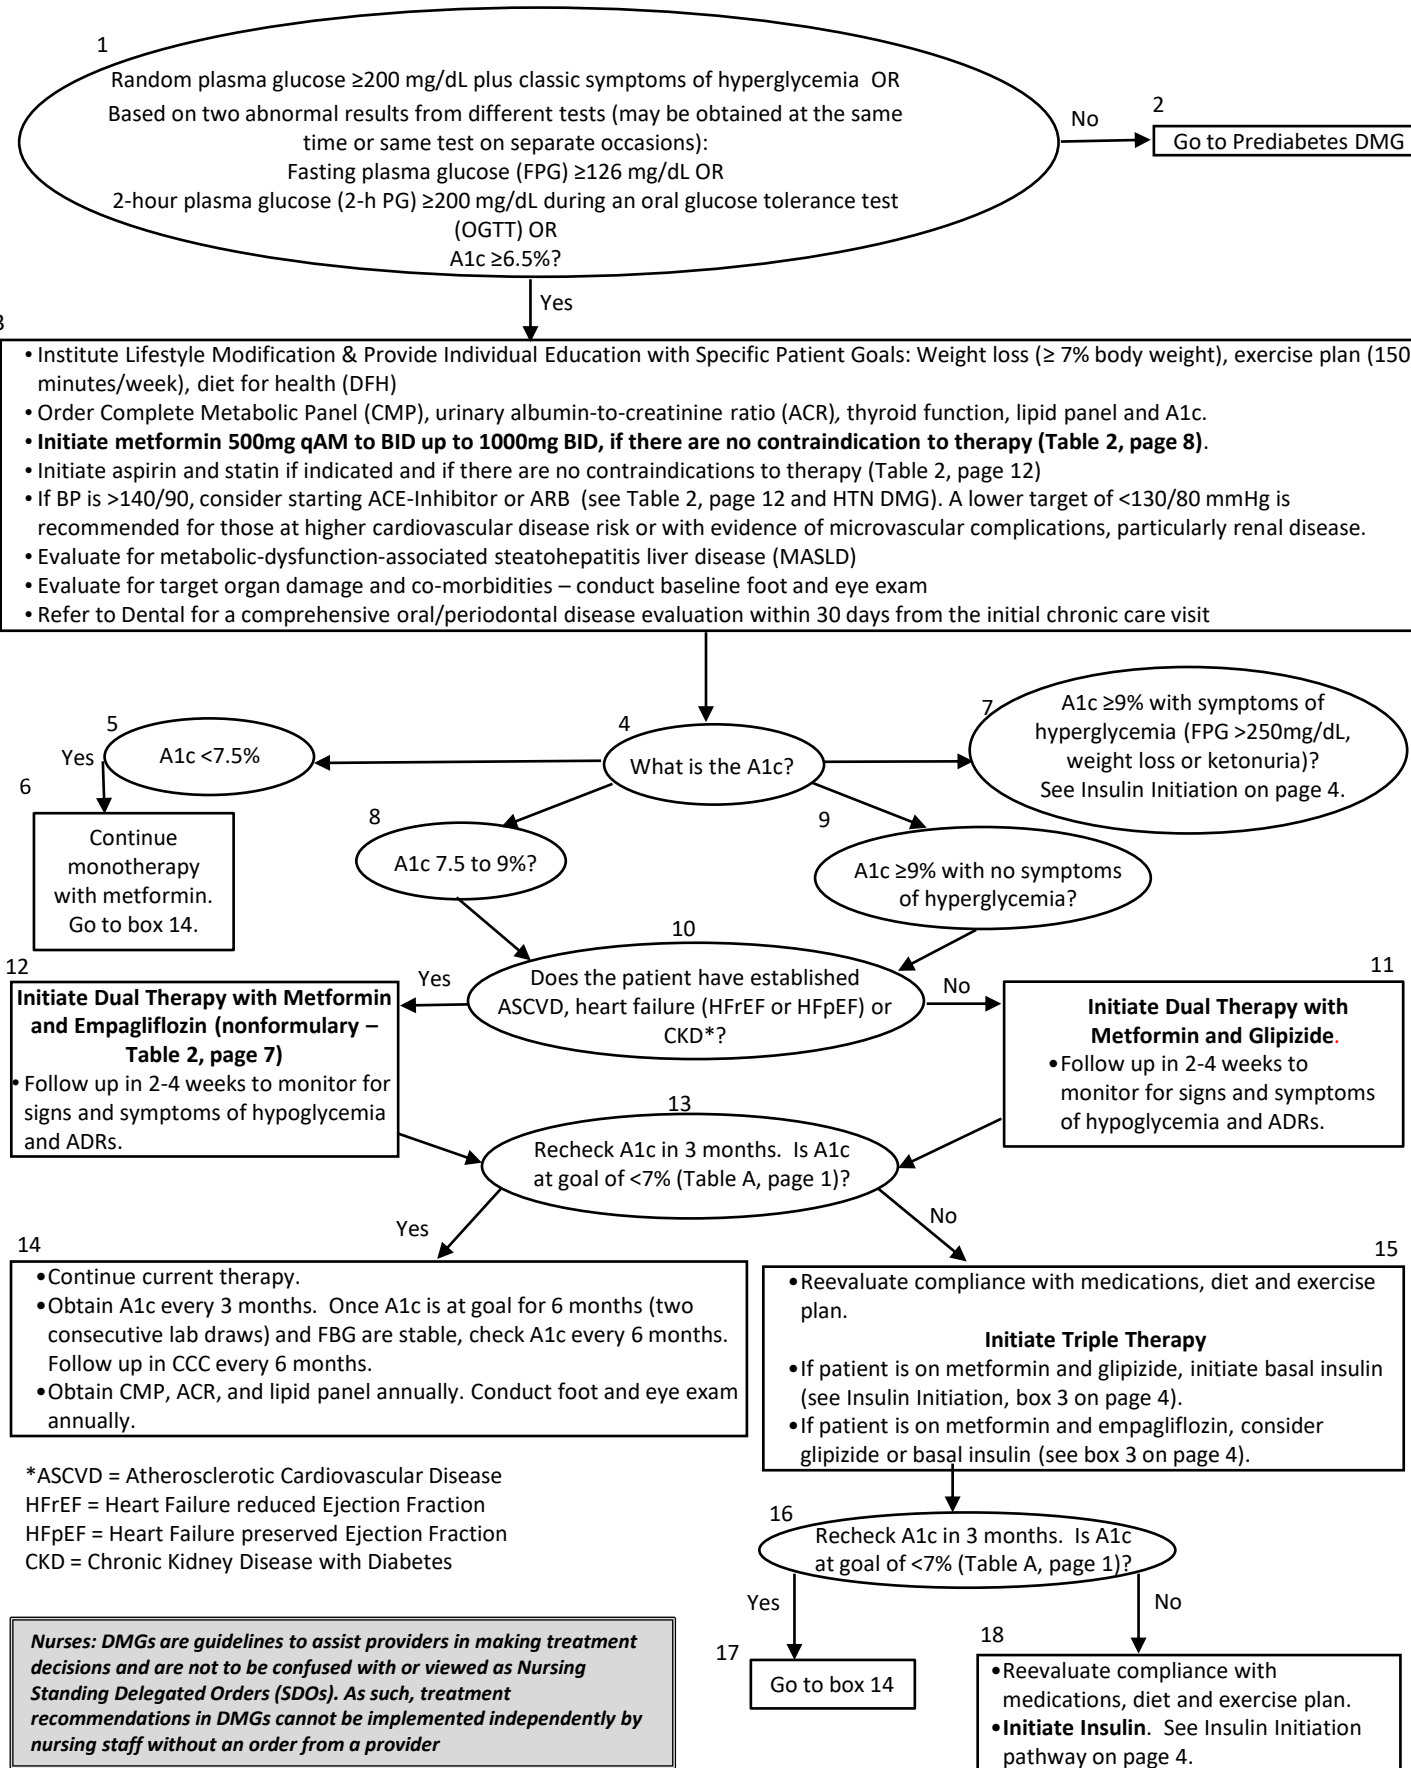 1
Random plasma glucose ≥200 mg/dL plus classic symptoms of hyperglycemia OR
Based on two abnormal results from different tests (may be obtained at the same
time or same test on separate occasions):
Fasting plasma glucose (FPG) ≥126 mg/dL OR
2-hour plasma glucose (2-h PG) ≥200 mg/dL during an oral glucose tolerance test
(OGTT) OR
A1c ≥6.5%?
No
2
Go to Prediabetes DMG
Yes
3
• Institute Lifestyle Modification & Provide Individual Education with Specific Patient Goals: Weight loss (≥ 7% body weight), exercise plan (150
minutes/week), diet for health (DFH)
• Order Complete Metabolic Panel (CMP), urinary albumin-to-creatinine ratio (ACR), thyroid function, lipid panel and A1c.
• Initiate metformin 500mg qAM to BID up to 1000mg BID, if there are no contraindication to therapy (Table 2, page 8).
• Initiate aspirin and statin if indicated and if there are no contraindications to therapy (Table 2, page 12)
• If BP is >140/90, consider starting ACE-Inhibitor or ARB (see Table 2, page 12 and HTN DMG). A lower target of <130/80 mmHg is
recommended for those at higher cardiovascular disease risk or with evidence of microvascular complications, particularly renal disease.
• Evaluate for metabolic-dysfunction-associated steatohepatitis liver disease (MASLD)
• Evaluate for target organ damage and co-morbidities – conduct baseline foot and eye exam
• Refer to Dental for a comprehensive oral/periodontal disease evaluation within 30 days from the initial chronic care visit
4
What is the A1c?
5
A1c <7.5%
Yes
6
Continue
monotherapy
with metformin.
Go to box 14.
7
A1c ≥9% with symptoms of
hyperglycemia (FPG >250mg/dL,
weight loss or ketonuria)?
See Insulin Initiation on page 4.
8
A1c 7.5 to 9%?
9
A1c ≥9% with no symptoms
of hyperglycemia?
10
Does the patient have established
ASCVD, heart failure (HFrEF or HFpEF) or
CKD*?
Yes
No
12
Initiate Dual Therapy with Metformin
and Empagliflozin (nonformulary –
Table 2, page 7)
• Follow up in 2-4 weeks to monitor for
signs and symptoms of hypoglycemia
and ADRs.
11
Initiate Dual Therapy with
Metformin and Glipizide.
• Follow up in 2-4 weeks to
monitor for signs and symptoms
of hypoglycemia and ADRs.
13
Recheck A1c in 3 months. Is A1c
at goal of <7% (Table A, page 1)?
Yes
No
14
• Continue current therapy.
• Obtain A1c every 3 months. Once A1c is at goal for 6 months (two
consecutive lab draws) and FBG are stable, check A1c every 6 months.
Follow up in CCC every 6 months.
• Obtain CMP, ACR, and lipid panel annually. Conduct foot and eye exam
annually.
15
• Reevaluate compliance with medications, diet and exercise
plan.
Initiate Triple Therapy
• If patient is on metformin and glipizide, initiate basal insulin
(see Insulin Initiation, box 3 on page 4).
• If patient is on metformin and empagliflozin, consider
glipizide or basal insulin (see box 3 on page 4).
*ASCVD = Atherosclerotic Cardiovascular Disease
HFrEF = Heart Failure reduced Ejection Fraction
HFpEF = Heart Failure preserved Ejection Fraction
CKD = Chronic Kidney Disease with Diabetes
16
Recheck A1c in 3 months. Is A1c
at goal of <7% (Table A, page 1)?
Yes
No
17
Go to box 14
18
• Reevaluate compliance with
medications, diet and exercise plan.
• Initiate Insulin. See Insulin Initiation
pathway on page 4.
Nurses: DMGs are guidelines to assist providers in making treatment
decisions and are not to be confused with or viewed as Nursing
Standing Delegated Orders (SDOs). As such, treatment
recommendations in DMGs cannot be implemented independently by
nursing staff without an order from a provider